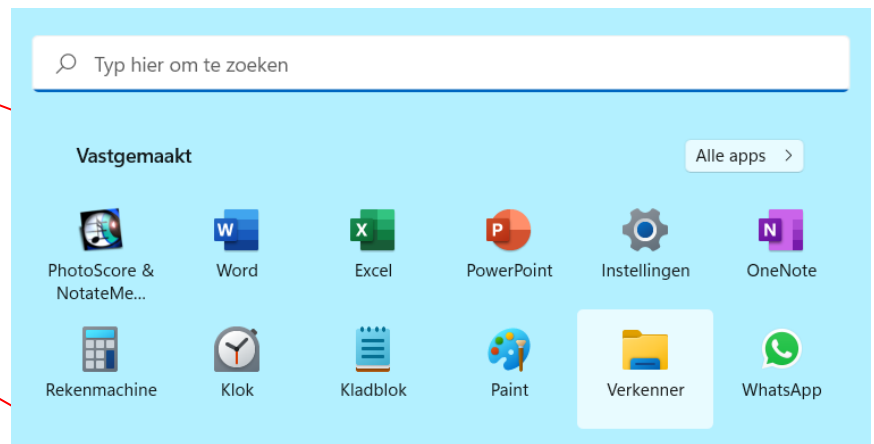 Typ hier om te zoeken
Vastgemaakt
Alle apps
PhotoScore &
NotateMe...
Word
Excel
PowerPoint
Instellingen
OneNote
Rekenmachine
Klok
Kladblok
Paint
Verkenner
WhatsApp